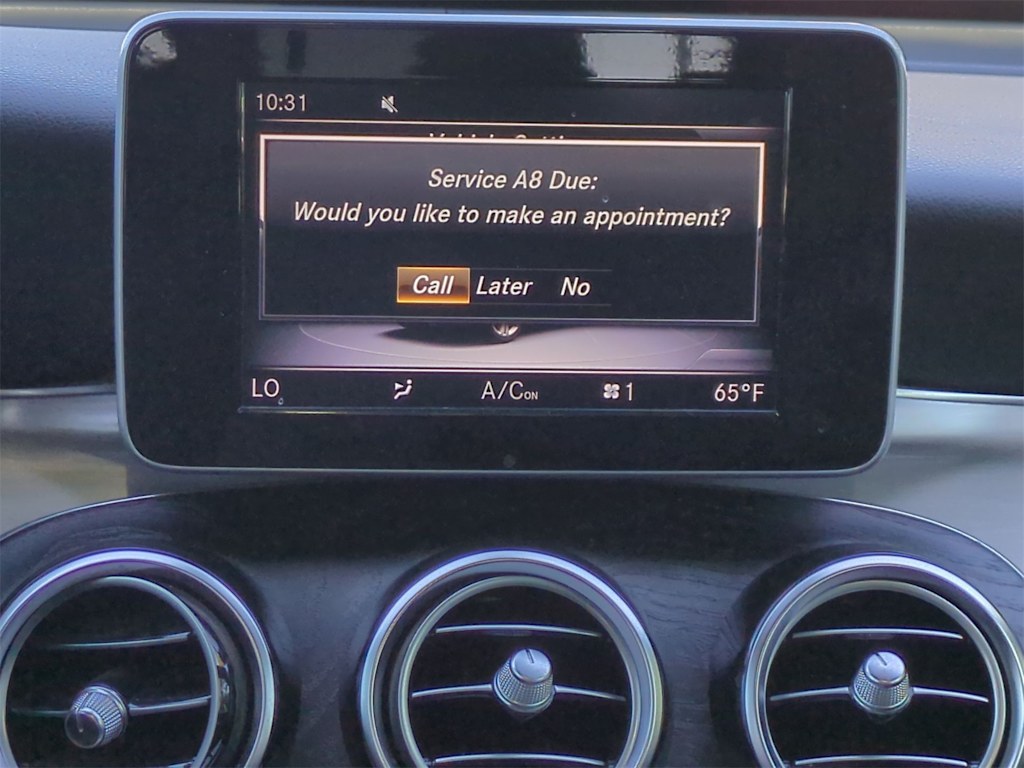 10:31
Service A8 Due:
Would you like to make an appointment?
Call Later No
LO A/C ON 1 65°F